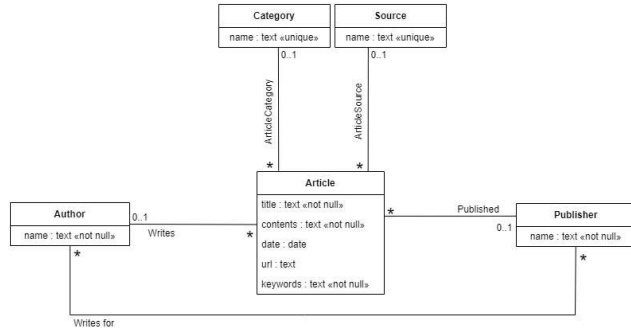 Category
name : text «unique»
Source
name : text «unique»
0..1
0..1
ArticleCategory
ArticleSource
*
*
Article
title : text «not null»
contents : text «not null»
date : date
url : text
keywords : text «not null»
Author
name : text «not null»
0..1
Writes
*
*
Published
0..1
Publisher
name : text «not null»
*
*
Writes for